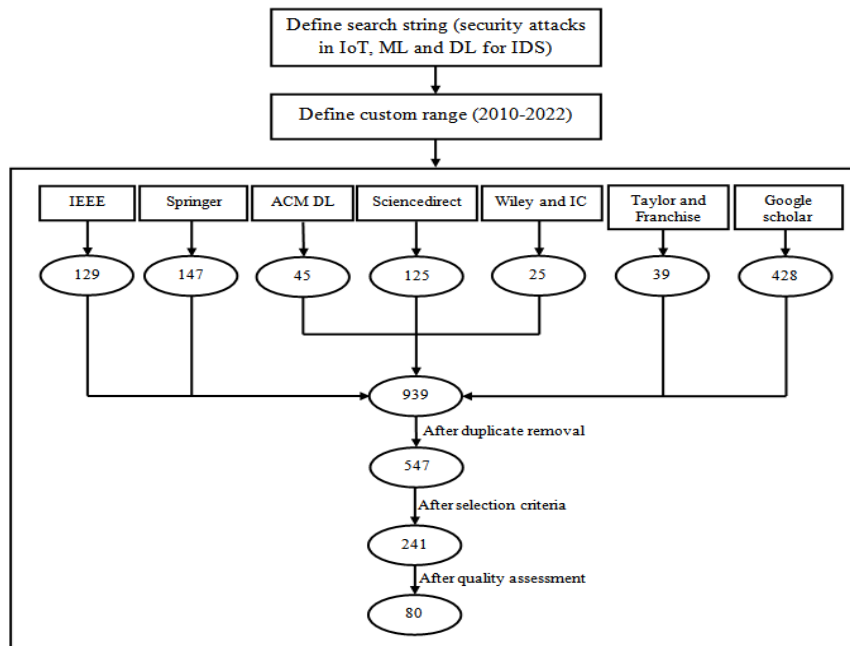 Define search string (security attacks
in IoT, ML and DL for IDS)
Define custom range (2010-2022)
IEEE
Springer
ACM DL
Sciencedirect
Wiley and IC
Taylor and
Franchise
Google
scholar
129
147
45
125
25
39
428
939
After duplicate removal
547
After selection criteria
241
After quality assessment
80